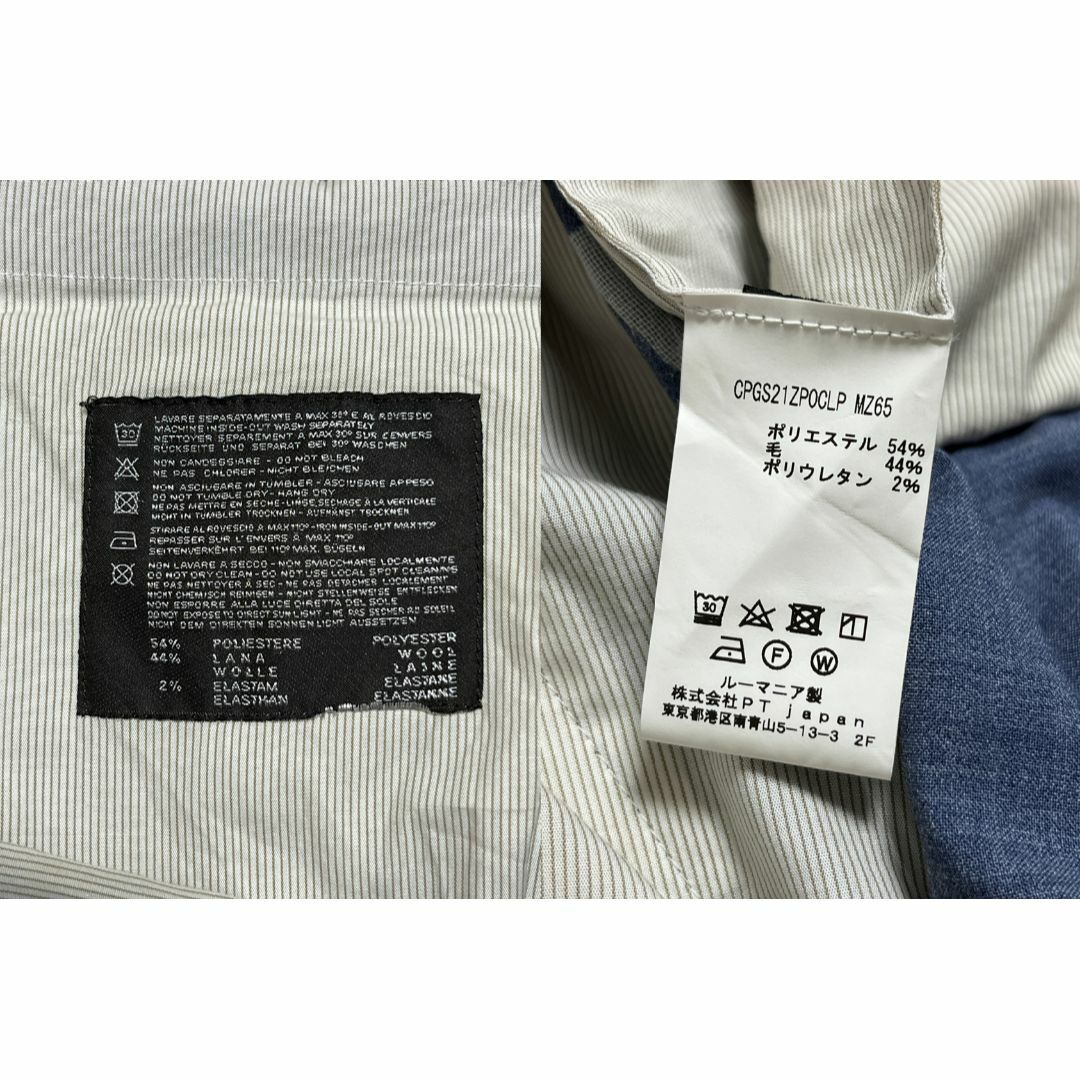 30
LAVARE SEPARATAMENTE A MAX 30° E AL ROVESCIO
MACHINE INSIDE-OUT WASH SEPARATELY
NETTOYER SEPAREMENT A MAX 30° SUR L'ENVERS
RÜCKSEITE UND SEPARAT BEI 30° WASCHEN
NON CANDEGGIARE - DO NOT BLEACH
NE PAS CHLORER - NICHT BLEICHEN
NON ASCIUGARE IN TUMBLER - ASCIUGARE APPESO
DO NOT TUMBLE DRY - HANG DRY
NE PAS METTRE EN SECHE-LINGE, SECHAGE A LA VERTICALE
NICHT IN TUMBLER TROCKNEN - AUFHÄNGT TROCKNEN
STIRARE AL ROVESCIO A MAX 110° - IRON INSIDE-OUT MAX 110°
REPASSER SUR L'ENVERS A MAX 110°
SEITENVERKEHRT BEI 110° MAX. BÜGELN
NON LAVARE A SECCO - NON SMACCHIARE LOCALMENTE
DO NOT DRY CLEAN - DO NOT USE LOCAL SPOT CLEANING
NE PAS NETTOYER A SEC - NE PAS DETACHER LOCALEMENT
NICHT CHEMISCH REINIGEN - NICHT STELLENWEISE ENTFLECKEN
NON ESPORRE ALLA LUCE DIRETTA DEL SOLE
DO NOT EXPOSE TO DIRECT SUN LIGHT - NE PAS SECHER AU SOLEIL
NICHT DEM DIREKTEN SONNENLICHT AUSSETZEN
54% POLIESTERE POLYESTER
44% LANA WOOL
WOLLE LAINE
2% ELASTAM ELASTANE
ELASTHAN ELASTANNE
CPGS21ZPOCLP MZ65
ポリエステル 54%
毛 44%
ポリウレタン 2%
30
F W
ルーマニア製
株式会社PT japan
東京都港区南青山5-13-3 2F